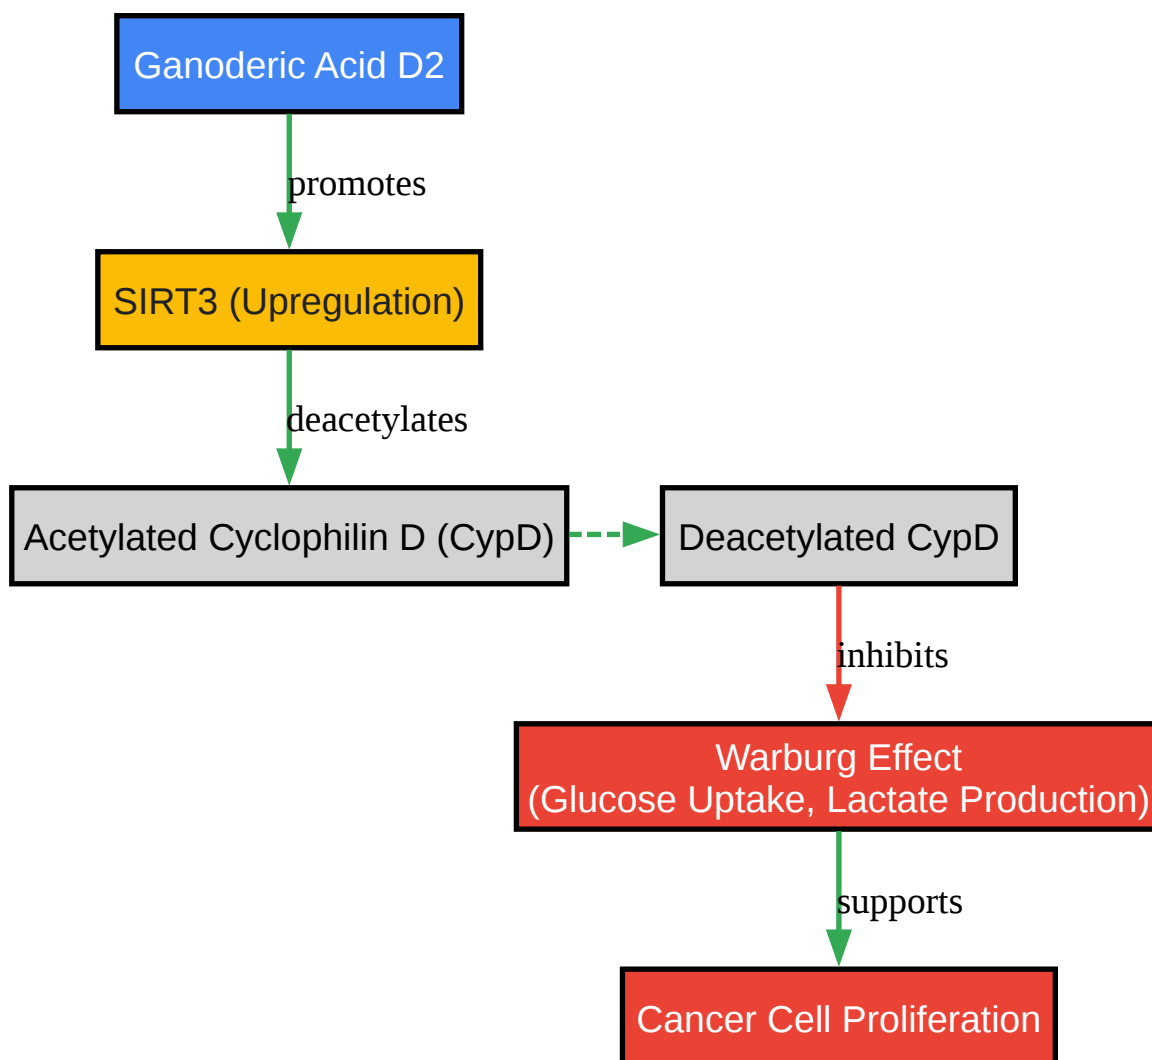 Ganoderic Acid D2
promotes
SIRT3 (Upregulation)
deacetylates
Acetylated Cyclophilin D (CypD)
Deacetylated CypD
inhibits
Warburg Effect
(Glucose Uptake, Lactate Production)
supports
Cancer Cell Proliferation